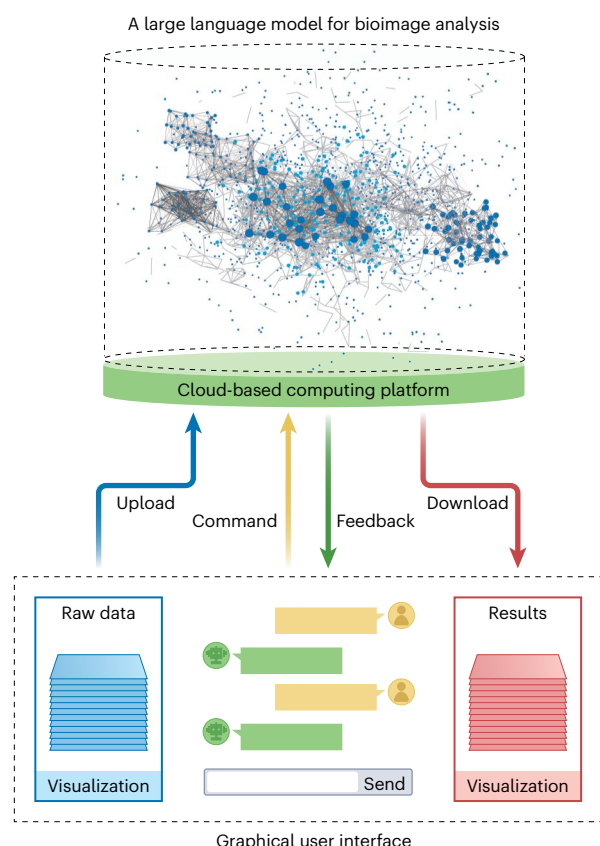 A large language model for bioimage analysis
Cloud-based computing platform
Upload
Download
Command
Feedback
Raw data
Results
Visualization
Send
Visualization
Graphical user interface